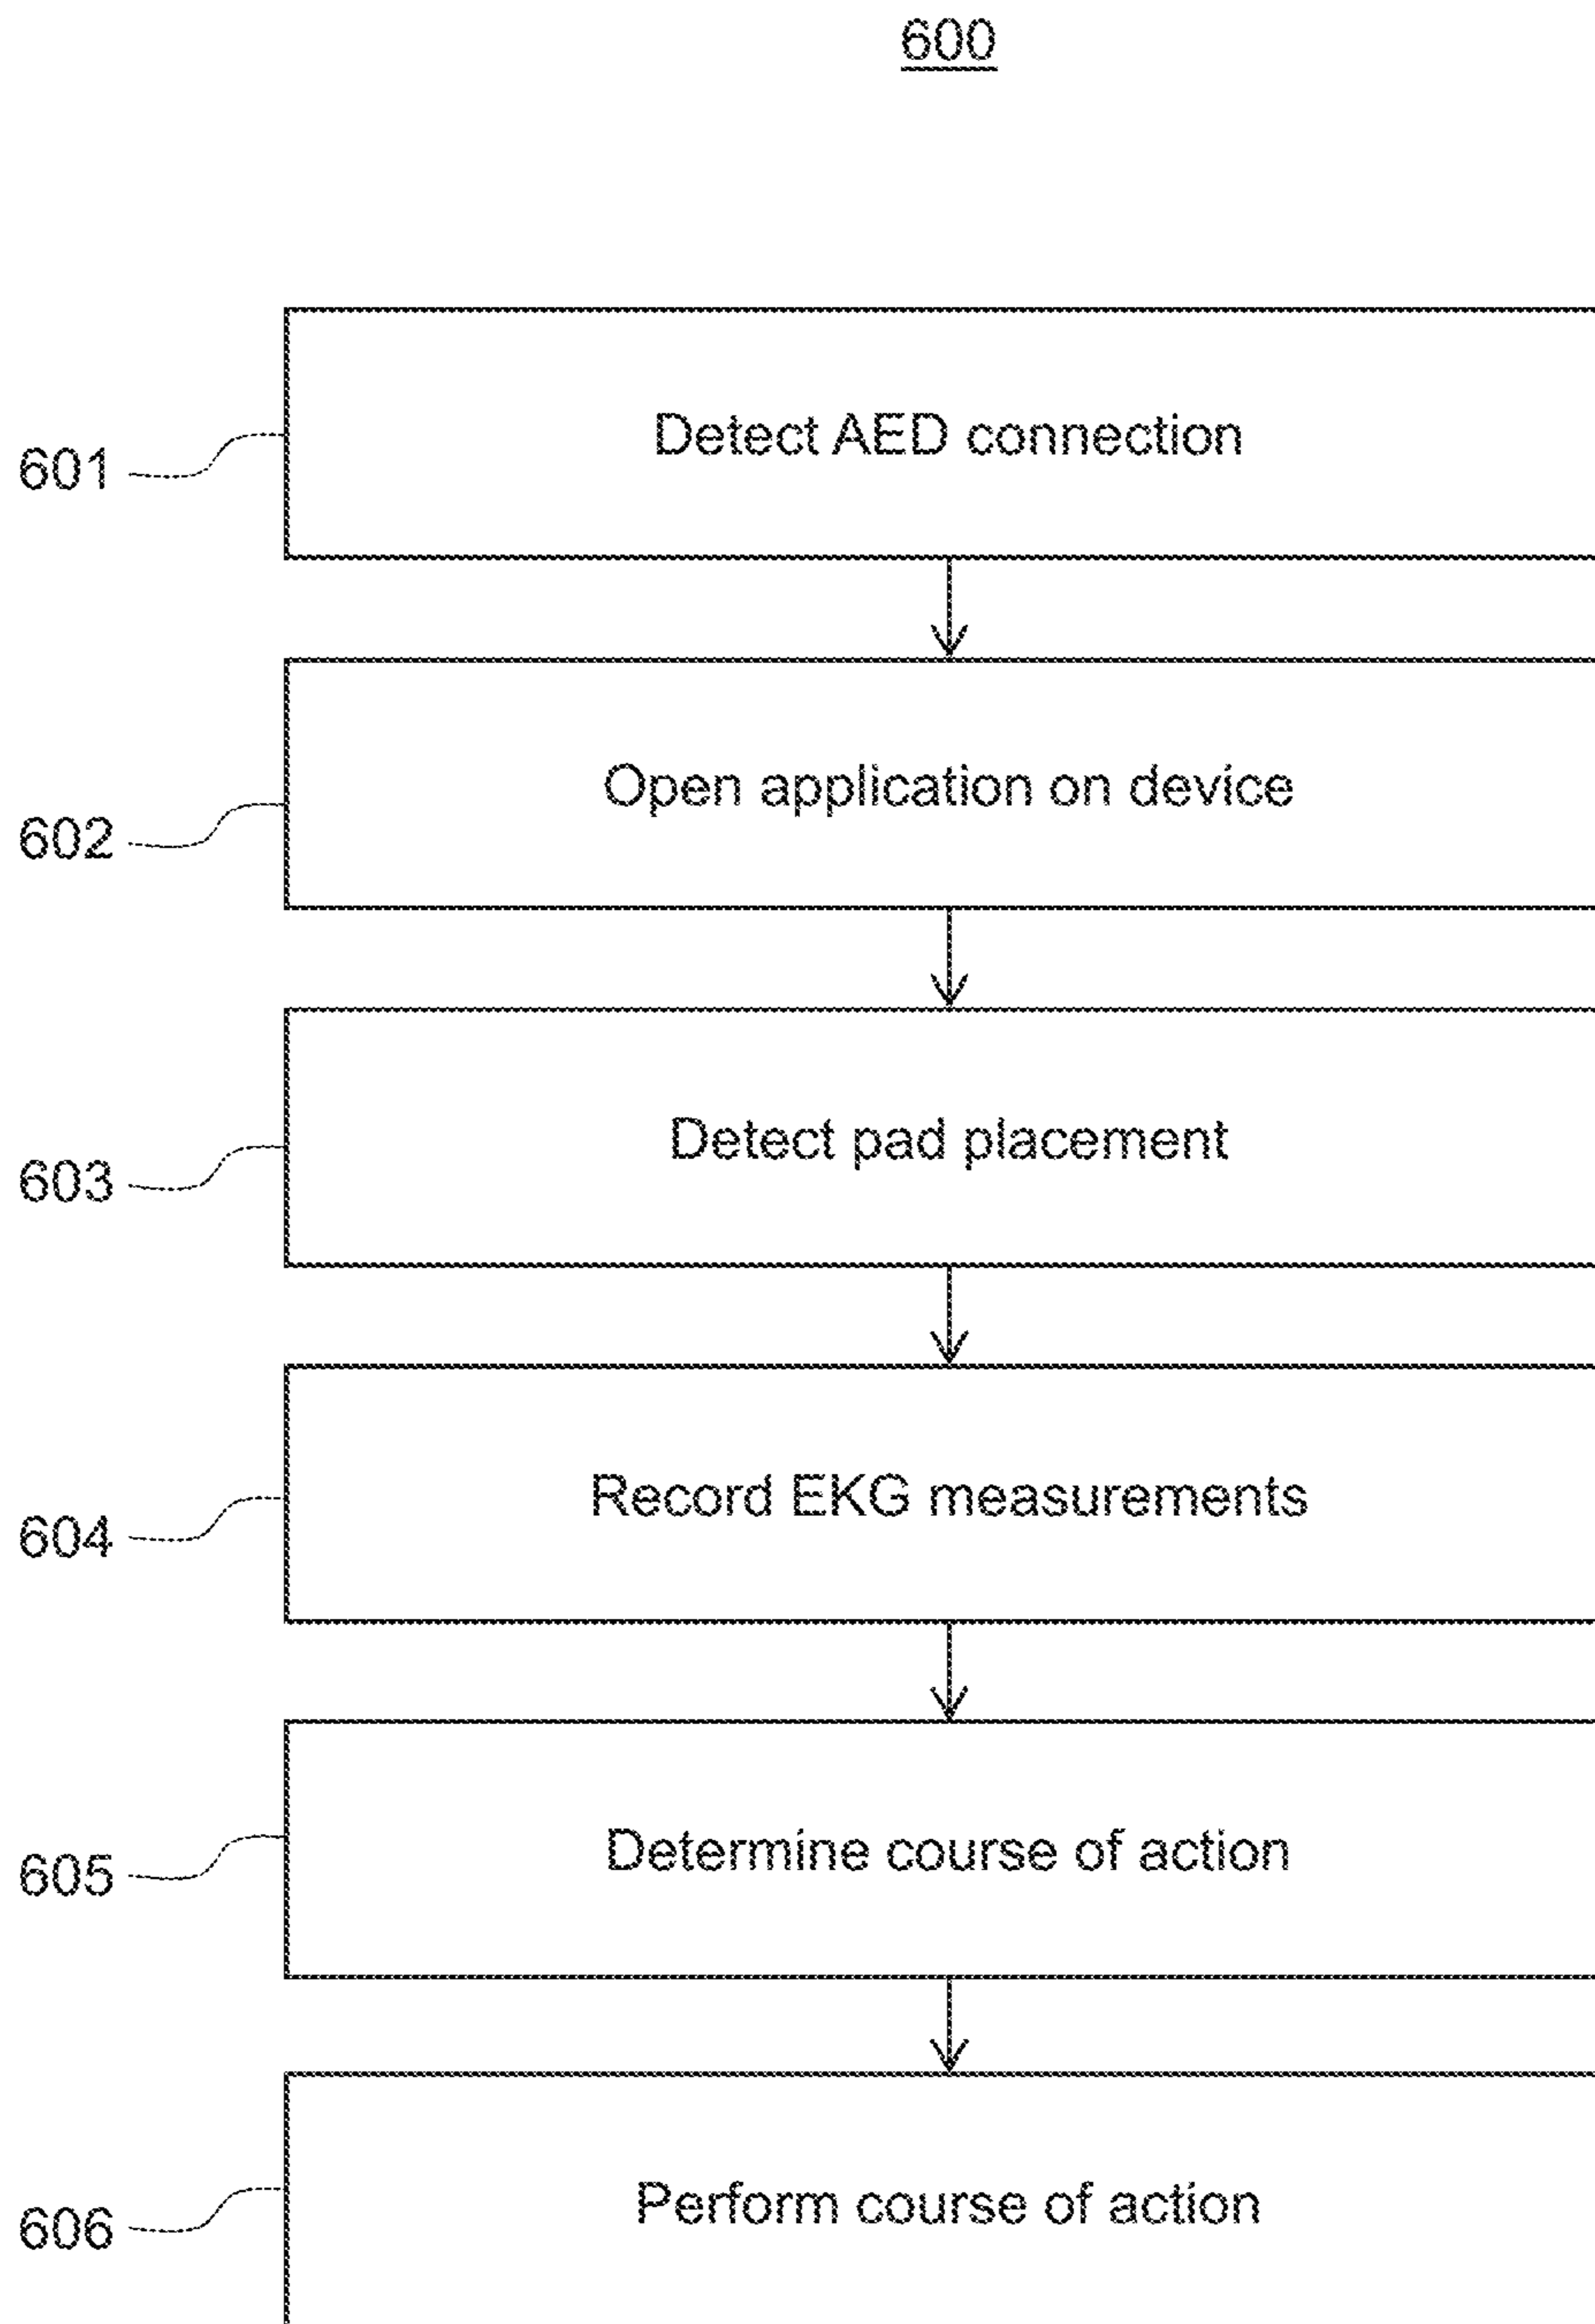 600
601
Detect AED connection
602
Open application on device
603
Detect pad placement
604
Record EKG measurements
605
Determine course of action
606
Perform course of action